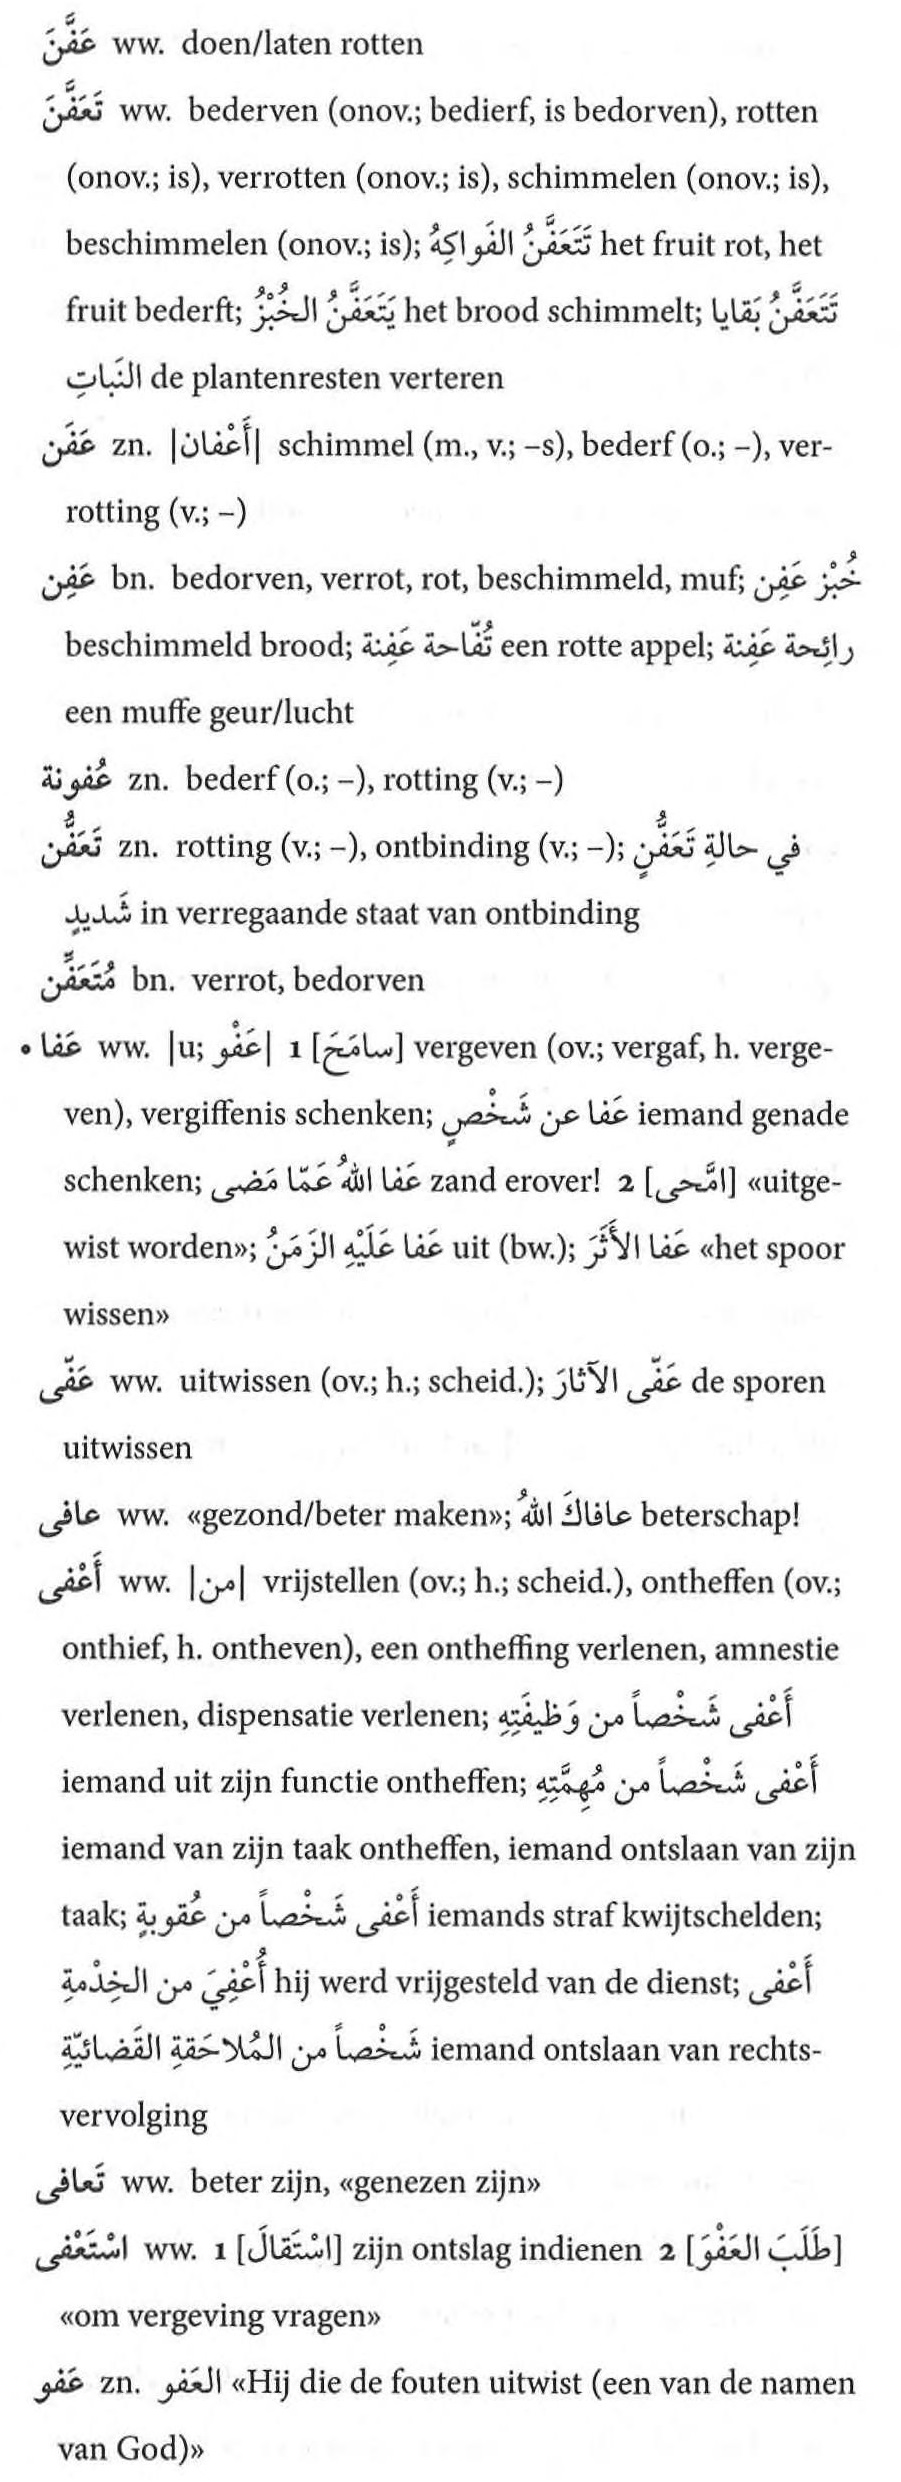 عَفَّنَ ww. doen/laten rotten
تَعَفَّنَ ww. bederven (onov.; bedierf, is bedorven), rotten
(onov.; is), verrotten (onov.; is), schimmelen (onov.; is),
beschimmelen (onov.; is); تَتَعَفَّنُ الفَواكِهُ het fruit rot, het
fruit bederft; يَتَعَفَّنُ الخُبْزُ het brood schimmelt; تَتَعَفَّنُ بَقايا
النَباتِ de plantenresten verteren
عَفَن zn. |أَعْفان| schimmel (m., v.; –s), bederf (o.; –), ver-
rotting (v.; –)
عَفِن bn. bedorven, verrot, rot, beschimmeld, muf; خُبْز عَفِن
beschimmeld brood; تُفّاحة عَفِنة een rotte appel; رائِحة عَفِنة
een muffe geur/lucht
عُفونة zn. bederf (o.; –), rotting (v.; –)
تَعَفُّن zn. rotting (v.; –), ontbinding (v.; –); في حالةِ تَعَفُّنٍ
شَديدٍ in verregaande staat van ontbinding
مُتَعَفِّن bn. verrot, bedorven
• عَفا ww. |u; عَفْو| 1 [سامَحَ] vergeven (ov.; vergaf, h. verge-
ven), vergiffenis schenken; عَفا عن شَخْصٍ iemand genade
schenken; عَفا اللهُ عَمّا مَضى zand erover! 2 [امَّحى] «uitge-
wist worden»; عَفا عَلَيْهِ الزَمَنُ uit (bw.); عَفا الأَثَرَ «het spoor
wissen»
عَفّى ww. uitwissen (ov.; h.; scheid.); عَفّى الآثارَ de sporen
uitwissen
عافى ww. «gezond/beter maken»; عافاكَ اللهُ beterschap!
أَعْفى ww. |من| vrijstellen (ov.; h.; scheid.), ontheffen (ov.;
onthief, h. ontheven), een ontheffing verlenen, amnestie
verlenen, dispensatie verlenen; أَعْفى شَخْصاً من وَظيفَتِهِ
iemand uit zijn functie ontheffen; أَعْفى شَخْصاً من مُهِمَّتِهِ
iemand van zijn taak ontheffen, iemand ontslaan van zijn
taak; أَعْفى شَخْصاً من عُقوبةٍ iemands straf kwijtschelden;
أُعْفِيَ من الخِدْمةِ hij werd vrijgesteld van de dienst; أَعْفى
شَخْصاً من المُلاحَقةِ القَضائيّةِ iemand ontslaan van rechts-
vervolging
تَعافى ww. beter zijn, «genezen zijn»
اسْتَعْفى ww. 1 [اسْتَقالَ] zijn ontslag indienen 2 [طَلَبَ العَفْوَ]
«om vergeving vragen»
عَفو zn. العَفو «Hij die de fouten uitwist (een van de namen
van God)»